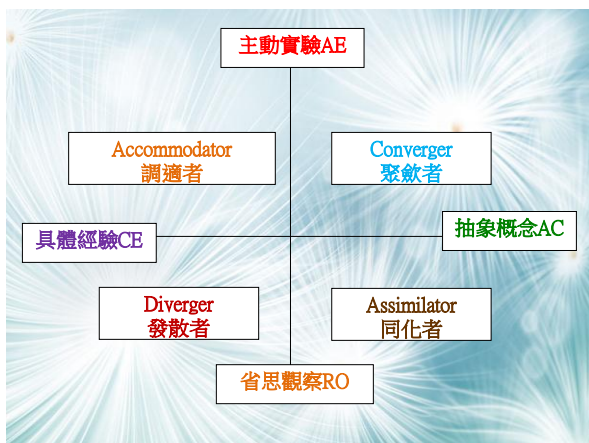 主動實驗AE
Accommodator
調適者
Converger
聚斂者
具體經驗CE
抽象概念AC
Diverger
發散者
Assimilator
同化者
省思觀察RO